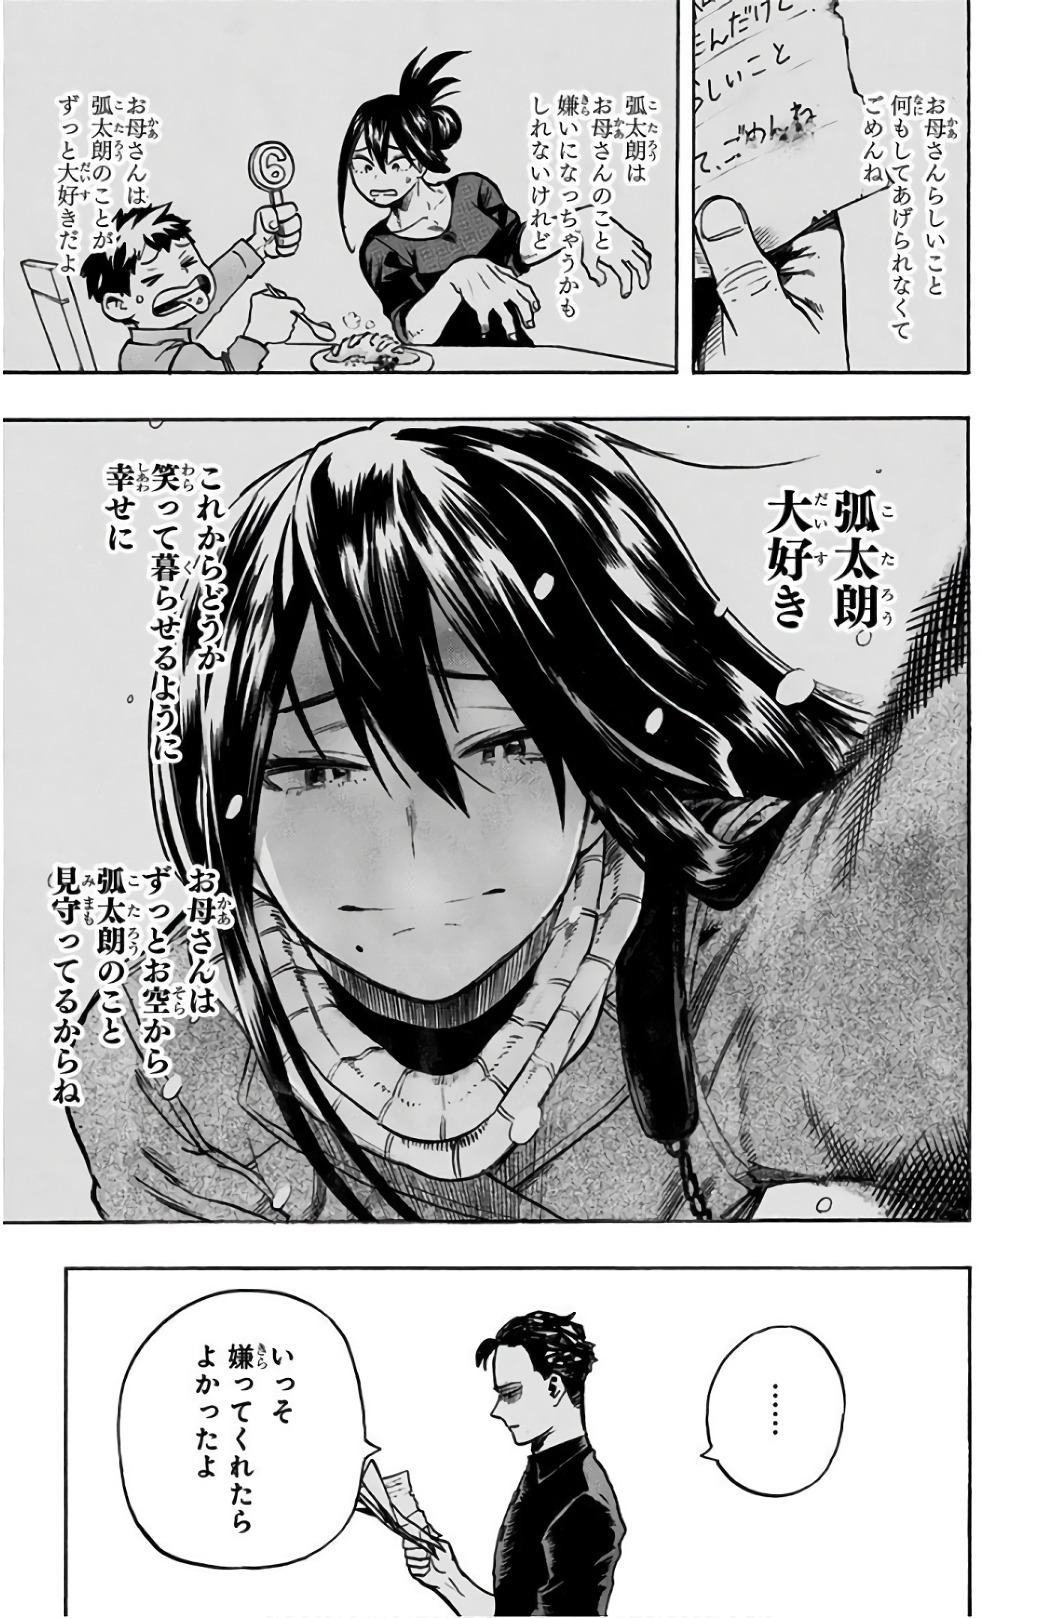 んだけど
しいこと
ごめんね
お母さんらしいこと
何もしてあげられなくて
ごめんね
弧太朗は
お母さんのこと
嫌いになっちゃうかも
しれないけれど
6
お母さんは
弧太朗のことが
ずっと大好きだよ
弧太朗
大好き
これからどうか
笑って暮らせるように
幸せに
お母さんは
ずっとお空から
弧太朗のこと
見守ってるからね
……
いっそ
嫌ってくれたら
よかったよ